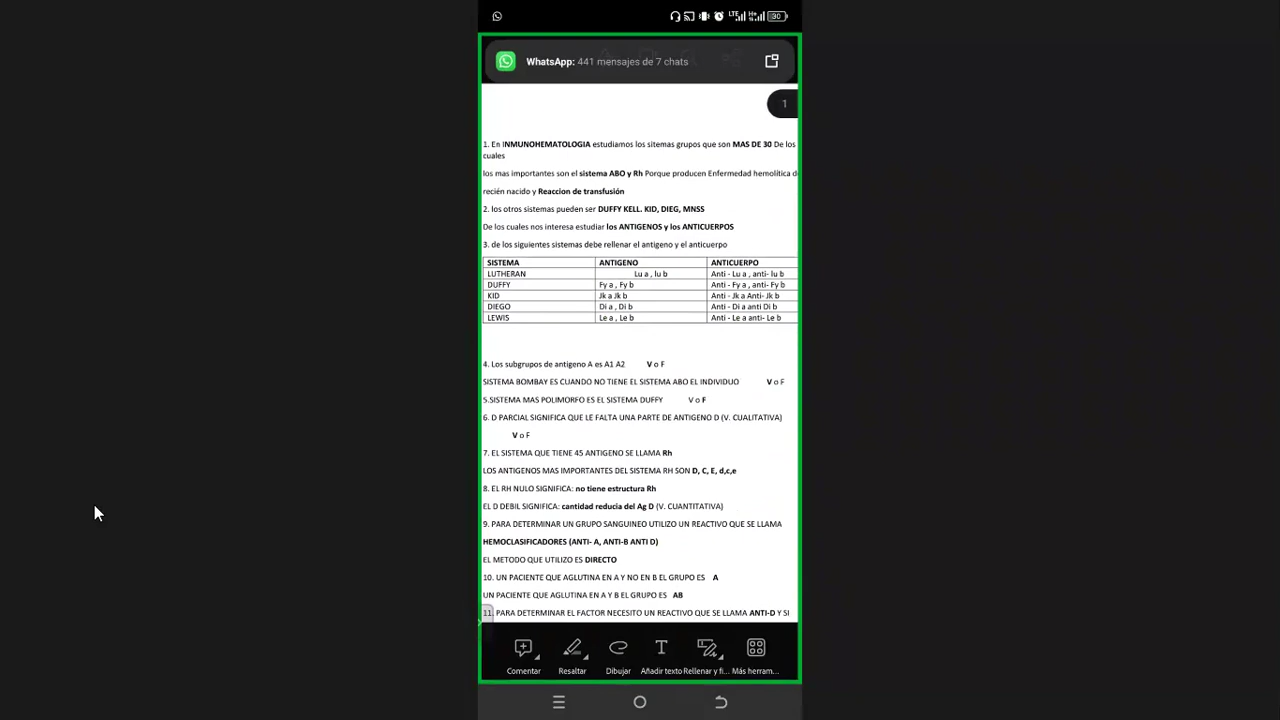 LTE H+ 30
WhatsApp: 441 mensajes de 7 chats
1
1. En INMUNOHEMATOLOGIA estudiamos los sitemas grupos que son MAS DE 30 De los
cuales
los mas importantes son el sistema ABO y Rh Porque producen Enfermedad hemolítica d
recién nacido y Reaccion de transfusión
2. los otros sistemas pueden ser DUFFY KELL. KID, DIEG, MNSS
De los cuales nos interesa estudiar los ANTIGENOS y los ANTICUERPOS
3. de los siguientes sistemas debe rellenar el antigeno y el anticuerpo
SISTEMA ANTIGENO ANTICUERPO
LUTHERAN Lu a , lu b Anti - Lu a , anti- lu b
DUFFY Fy a , Fy b Anti - Fy a , anti- Fy b
KID Jk a Jk b Anti - Jk a Anti- Jk b
DIEGO Di a , Di b Anti - Di a anti Di b
LEWIS Le a , Le b Anti - Le a anti- Le b
4. Los subgrupos de antigeno A es A1 A2 V o F
SISTEMA BOMBAY ES CUANDO NO TIENE EL SISTEMA ABO EL INDIVIDUO V o F
5.SISTEMA MAS POLIMORFO ES EL SISTEMA DUFFY V o F
6. D PARCIAL SIGNIFICA QUE LE FALTA UNA PARTE DE ANTIGENO D (V. CUALITATIVA)
V o F
7. EL SISTEMA QUE TIENE 45 ANTIGENO SE LLAMA Rh
LOS ANTIGENOS MAS IMPORTANTES DEL SISTEMA RH SON D, C, E, d,c,e
8. EL RH NULO SIGNIFICA: no tiene estructura Rh
EL D DEBIL SIGNIFICA: cantidad reducia del Ag D (V. CUANTITATIVA)
9. PARA DETERMINAR UN GRUPO SANGUINEO UTILIZO UN REACTIVO QUE SE LLAMA
HEMOCLASIFICADORES (ANTI- A, ANTI-B ANTI D)
EL METODO QUE UTILIZO ES DIRECTO
10. UN PACIENTE QUE AGLUTINA EN A Y NO EN B EL GRUPO ES A
UN PACIENTE QUE AGLUTINA EN A Y B EL GRUPO ES AB
11. PARA DETERMINAR EL FACTOR NECESITO UN REACTIVO QUE SE LLAMA ANTI-D Y SI
Comentar Resaltar Dibujar Añadir texto Rellenar y fi... Más herram...